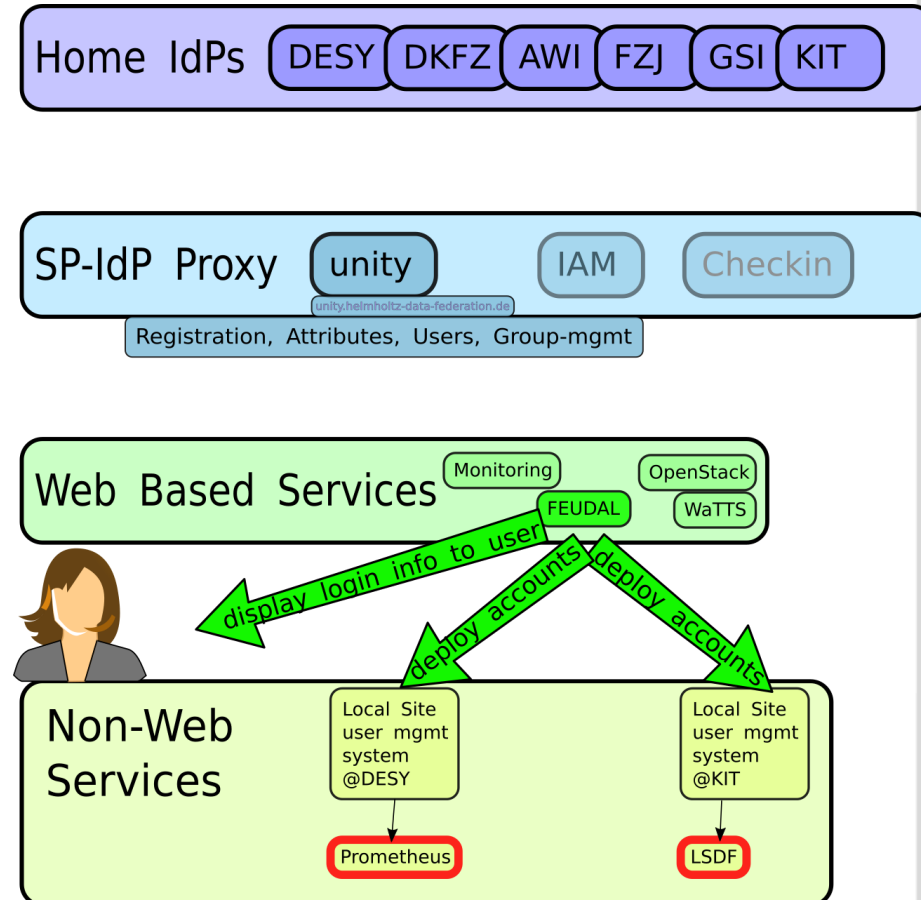 Home IdPs DESY DKFZ AWI FZJ GSI KIT
SP-IdP Proxy unity IAM Checkin
unity.helmholtz-data-federation.de
Registration, Attributes, Users, Group-mgmt
Web Based Services
Monitoring
OpenStack
FEUDAL
WaTTS
display login info to user
deploy accounts
deploy accounts
Non-Web
Services
Local Site
user mgmt
system
@DESY
Local Site
user mgmt
system
@KIT
Prometheus
LSDF